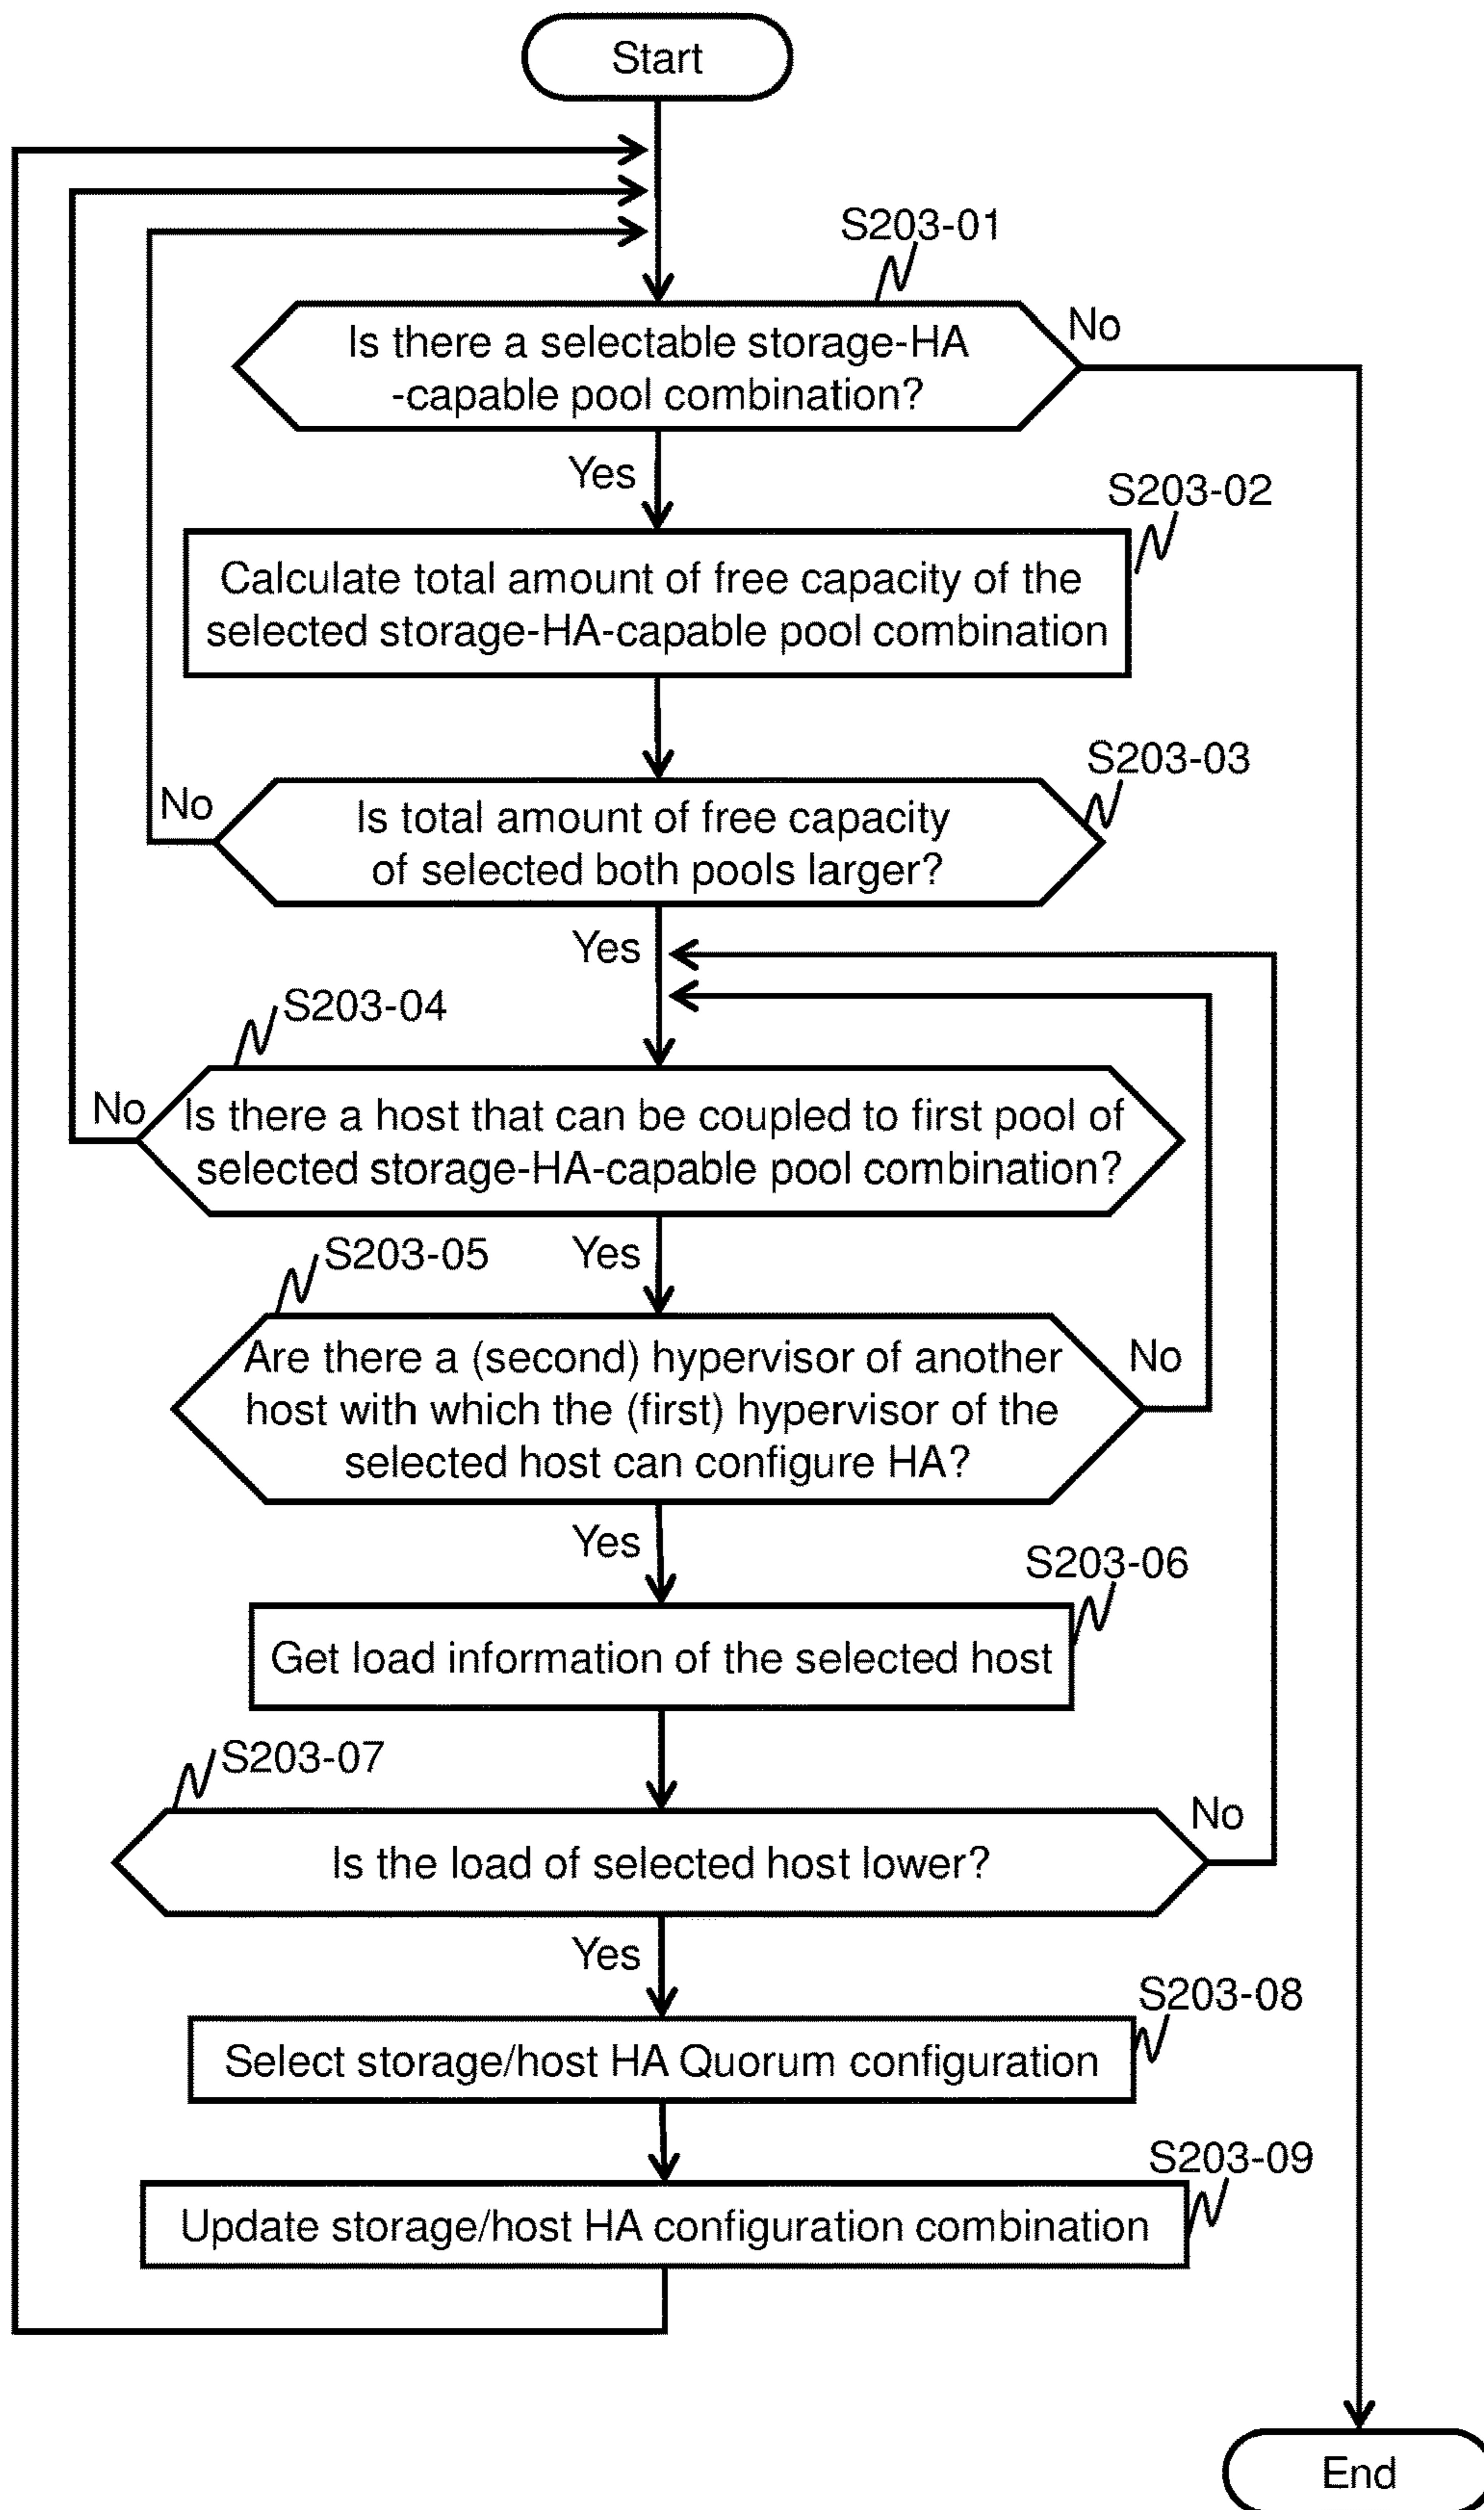 Start
S203-01
Is there a selectable storage-HA
-capable pool combination?
No
Yes
S203-02
Calculate total amount of free capacity of the
selected storage-HA-capable pool combination
S203-03
No
Is total amount of free capacity
of selected both pools larger?
Yes
S203-04
No
Is there a host that can be coupled to first pool of
selected storage-HA-capable pool combination?
S203-05
Yes
Are there a (second) hypervisor of another
host with which the (first) hypervisor of the
selected host can configure HA?
No
Yes
S203-06
Get load information of the selected host
S203-07
No
Is the load of selected host lower?
Yes
S203-08
Select storage/host HA Quorum configuration
S203-09
Update storage/host HA configuration combination
End